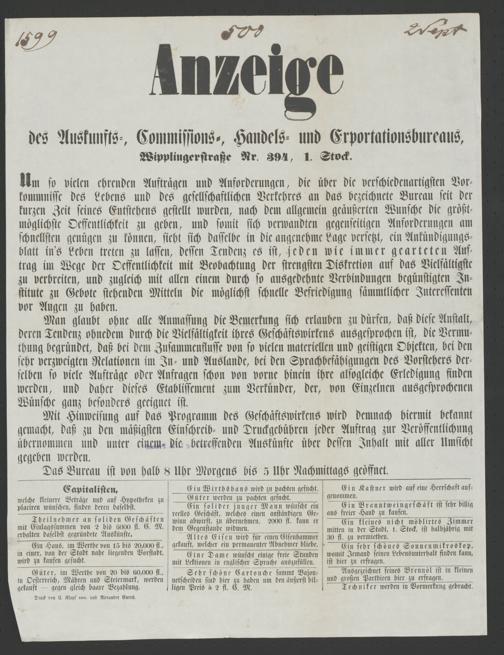 1599
500
2 Sept
Anzeige
des Auskunfts-, Commissions-, Handels- und Exportationsbureaus,
Wipplingerstraße Nr. 394, 1. Stock.
Um so vielen ehrenden Aufträgen und Anforderungen, die über die verschiedenartigsten Vor-
kommnisse des Lebens und des gesellschaftlichen Verkehres an das bezeichnete Bureau seit der
kurzen Zeit seines Entstehens gestellt wurden, nach dem allgemein geäußerten Wunsche die größt-
möglichste Oeffentlichkeit zu geben, und somit sich verwandten gegenseitigen Anforderungen am
schnellsten genügen zu können, sieht sich dasselbe in die angenehme Lage versetzt, ein Ankündigungs-
blatt in's Leben treten zu lassen, dessen Tendenz es ist, jeden wie immer gearteten Auf-
trag im Wege der Oeffentlichkeit mit Beobachtung der strengsten Diskretion auf das Vielfältigste
zu verbreiten, und zugleich mit allen einem durch so ausgedehnte Verbindungen begünstigten In-
stitute zu Gebote stehenden Mitteln die möglichst schnelle Befriedigung sämmtlicher Interessenten
vor Augen zu haben.
Man glaubt ohne alle Anmassung die Bemerkung sich erlauben zu dürfen, daß diese Anstalt,
deren Tendenz ohnedem durch die Vielfältigkeit ihres Geschäftswirkens ausgesprochen ist, die Vermu-
thung begründet, daß bei dem Zusammenflusse von so vielen materiellen und geistigen Objekten, bei den
sehr verzweigten Relationen im In- und Auslande, bei den Sprachbefähigungen des Vorstehers der-
selben so viele Aufträge oder Anfragen schon von vorne hinein ihre alsogleiche Erledigung finden
werden, und daher dieses Etablissement zum Verkünder, der, von Einzelnen ausgesprochenen
Wünsche ganz besonders geeignet ist.
Mit Hinweisung auf das Programm des Geschäftswirkens wird demnach hiermit bekannt
gemacht, daß zu den mäßigsten Einschreib- und Druckgebühren jeder Auftrag zur Veröffentlichung
übernommen und unter einem die betreffenden Auskünfte über dessen Inhalt mit aller Umsicht
gegeben werden.
Das Bureau ist von halb 8 Uhr Morgens bis 5 Uhr Nachmittags geöffnet.
Capitalisten,
welche kleinere Beträge auf Hypotheken zu
placiren wünschen, finden deren daselbst.
Theilnehmer an soliden Geschäften
mit Einlagssummen von 2 bis 6000 fl. C. M.
erhalten daselbst gegründete Auskünfte.
Ein Haus, im Werthe von 15 bis 20,000 fl.,
in einer, von der Stadt nahe liegenden Vorstadt,
wird zu kaufen gesucht.
Güter, im Werthe von 20 bis 60,000 fl.,
in Oesterreich, Mähren und Steiermark, werden
gekauft — gegen gleich baare Bezahlung.
Ein Wirthshaus wird zu pachten gesucht.
Güter werden zu pachten gesucht.
Ein solider junger Mann wünscht ein
reelles Geschäft, welches einen anständigen Ge-
winn abwirft, zu übernehmen. 2000 fl. kann er
dem Gegenstande widmen.
Altes Eisen wird für einen Eisenhammer
gekauft, welcher ein permanenter Abnehmer bliebe.
Eine Dame wünscht einige freie Stunden
mit Lektionen in englischer Sprache auszufüllen.
Schöne Cartouche sammt Bajon-
netscheiden sind hier zu haben um den äußerst bil-
ligen Preis à 2 fl. C. M.
Ein Kastner wird auf eine Herrschaft auf-
genommen.
Ein Branntweingeschäft ist sehr billig
aus freier Hand zu kaufen.
Ein kleines nicht möblirtes Zimmer
mitten in der Stadt, 1. Stock, ist halbjährig mit
30 fl. zu vermiethen.
Ein sehr schönes Sonnenmikroskop,
womit Jemand seinen Lebensunterhalt finden kann,
ist hier zu erfragen.
Ausgezeichnet feines Brennöl ist in kleinen
und großen Parthien hier zu erfragen.
Techniker werden in Vormerkung gebracht.
Druck von U. Klopf sen. und Alexander Eurich.